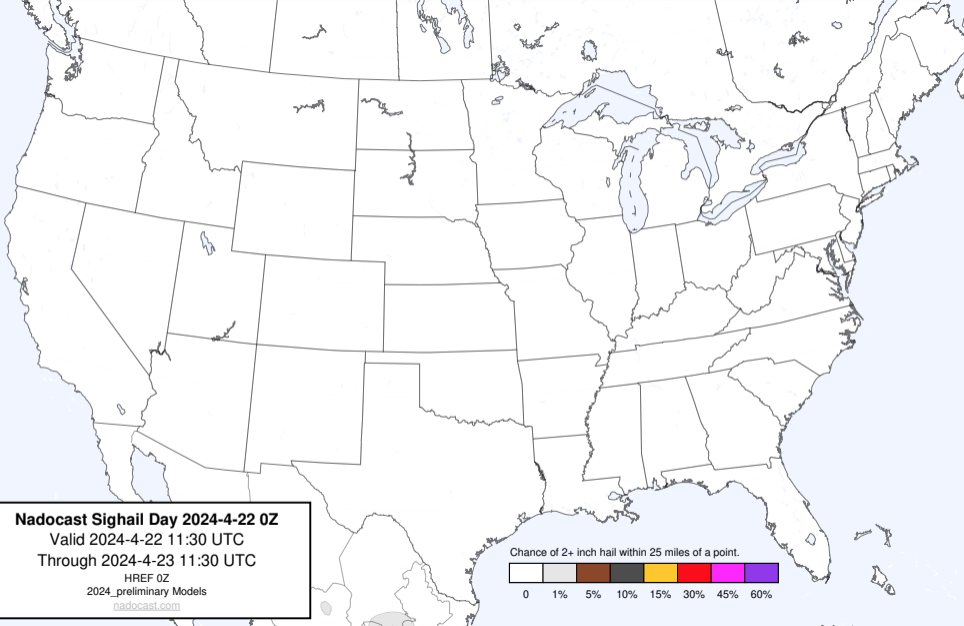 Nadocast Sighail Day 2024-4-22 0Z
Valid 2024-4-22 11:30 UTC
Through 2024-4-23 11:30 UTC
HREF 0Z
2024_preliminary Models
nadocast.com
Chance of 2+ inch hail within 25 miles of a point.
0 1% 5% 10% 15% 30% 45% 60%